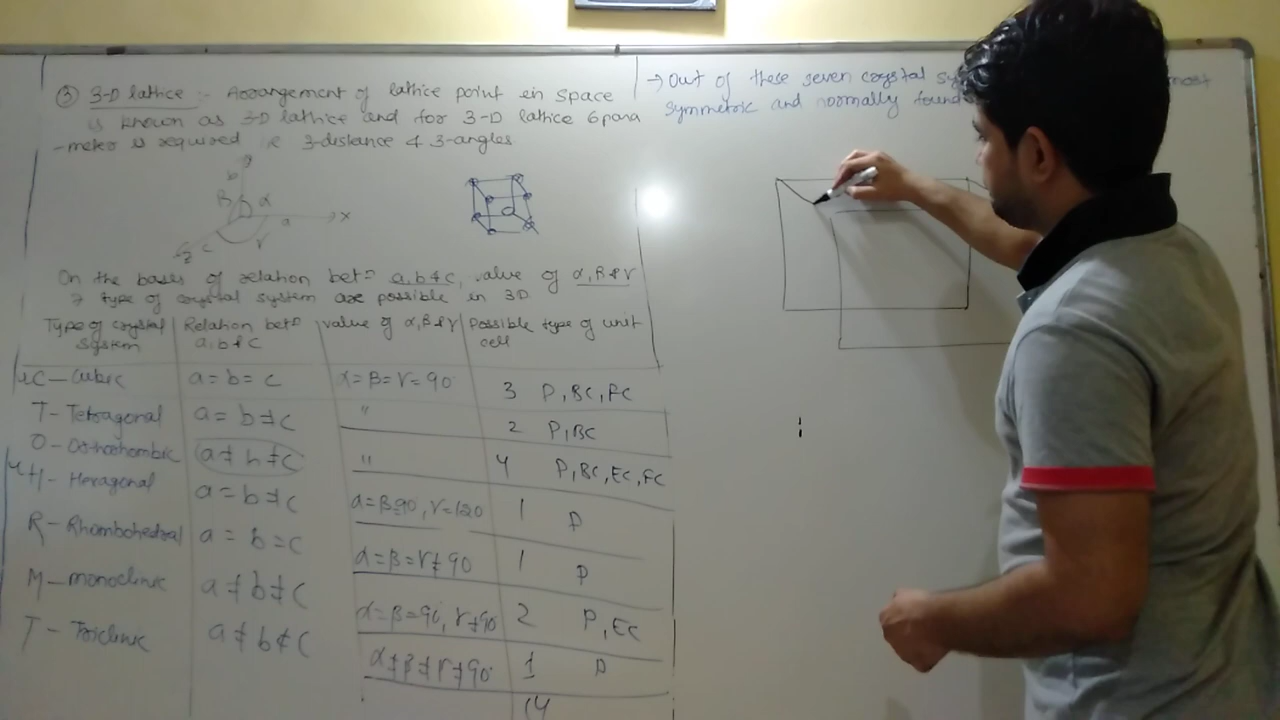 ③ 3-D lattice :- Arrangement of lattice point in space
is known as 3D lattice and for 3-D lattice 6 para
-meter is required ie 3-distance & 3-angles
y
b
β α
a x
z c γ
On the bases of relation betⁿ a, b & c, value of α, β & γ
7 type of crystal system are possible in 3D
Type of crystal system | Relation betⁿ a, b & c | value of α, β & γ | Possible type of unit cell
C - Cubic a = b = c α = β = γ = 90 3 P, BC, FC
T - Tetragonal a = b ≠ c " 2 P, BC
O - Orthorhombic a ≠ b ≠ c " 4 P, BC, EC, FC
H - Hexagonal a = b ≠ c α = β = 90, γ = 120 1 P
R - Rhombohedral a = b = c α = β = γ ≠ 90 1 P
M - monoclinic a ≠ b ≠ c α = β = 90, γ ≠ 90 2 P, EC
T - Triclinic a ≠ b ≠ c α ≠ β ≠ γ ≠ 90 1 P
14
→ Out of these seven crystal sy most
symmetric and normally found